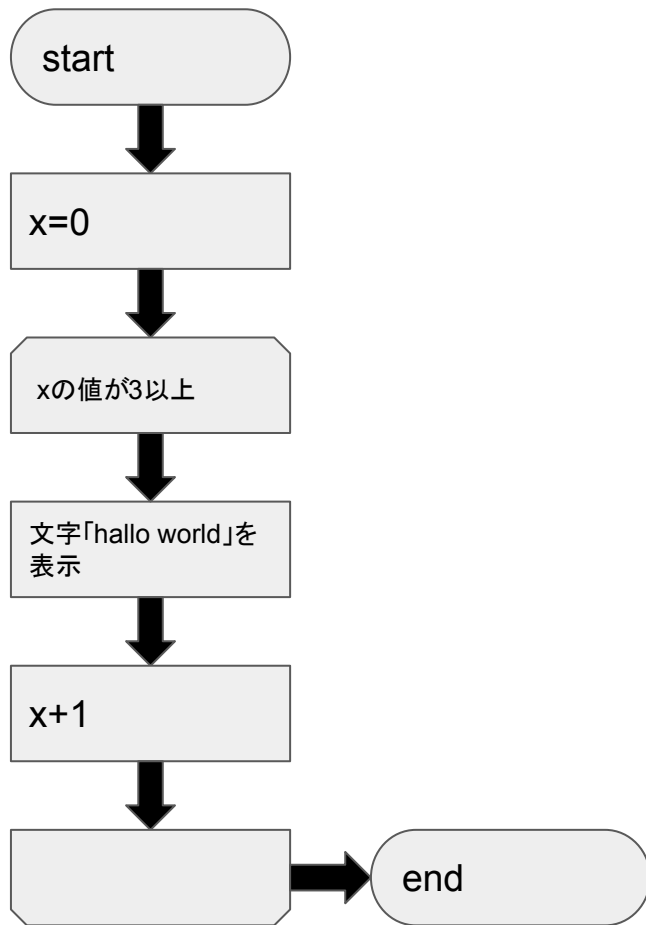 start
x=0
xの値が3以上
文字「hallo world」を
表示
x+1
end